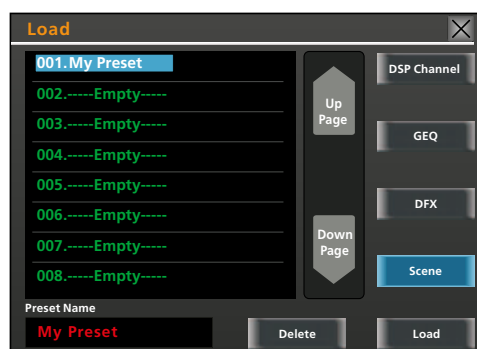 Load
001.My Preset
002.-----Empty-----
003.-----Empty-----
004.-----Empty-----
005.-----Empty-----
006.-----Empty-----
007.-----Empty-----
008.-----Empty-----
Up
Page
Down
Page
DSP Channel
GEQ
DFX
Scene
Preset Name
My Preset
Delete
Load